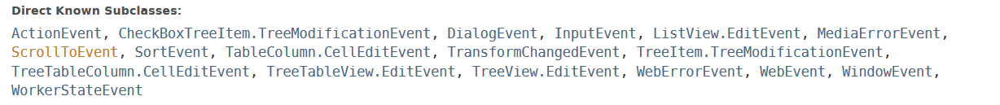 Direct Known Subclasses:
ActionEvent, CheckBoxTreeItem.TreeModificationEvent, DialogEvent, InputEvent, ListView.EditEvent, MediaErrorEvent,
ScrollToEvent, SortEvent, TableColumn.CellEditEvent, TransformChangedEvent, TreeItem.TreeModificationEvent,
TreeTableColumn.CellEditEvent, TreeTableView.EditEvent, TreeView.EditEvent, WebErrorEvent, WebEvent, WindowEvent,
WorkerStateEvent